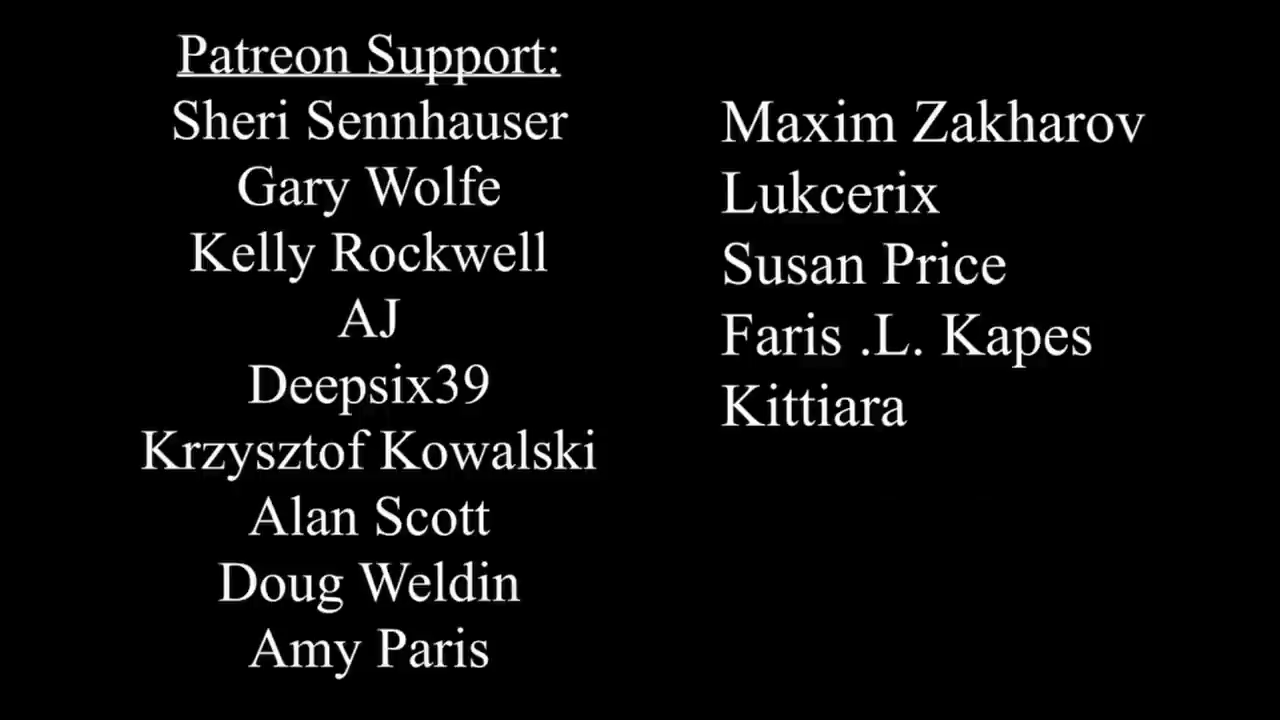 Patreon Support:
Sheri Sennhauser
Gary Wolfe
Kelly Rockwell
AJ
Deepsix39
Krzysztof Kowalski
Alan Scott
Doug Weldin
Amy Paris
Maxim Zakharov
Lukcerix
Susan Price
Faris .L. Kapes
Kittiara